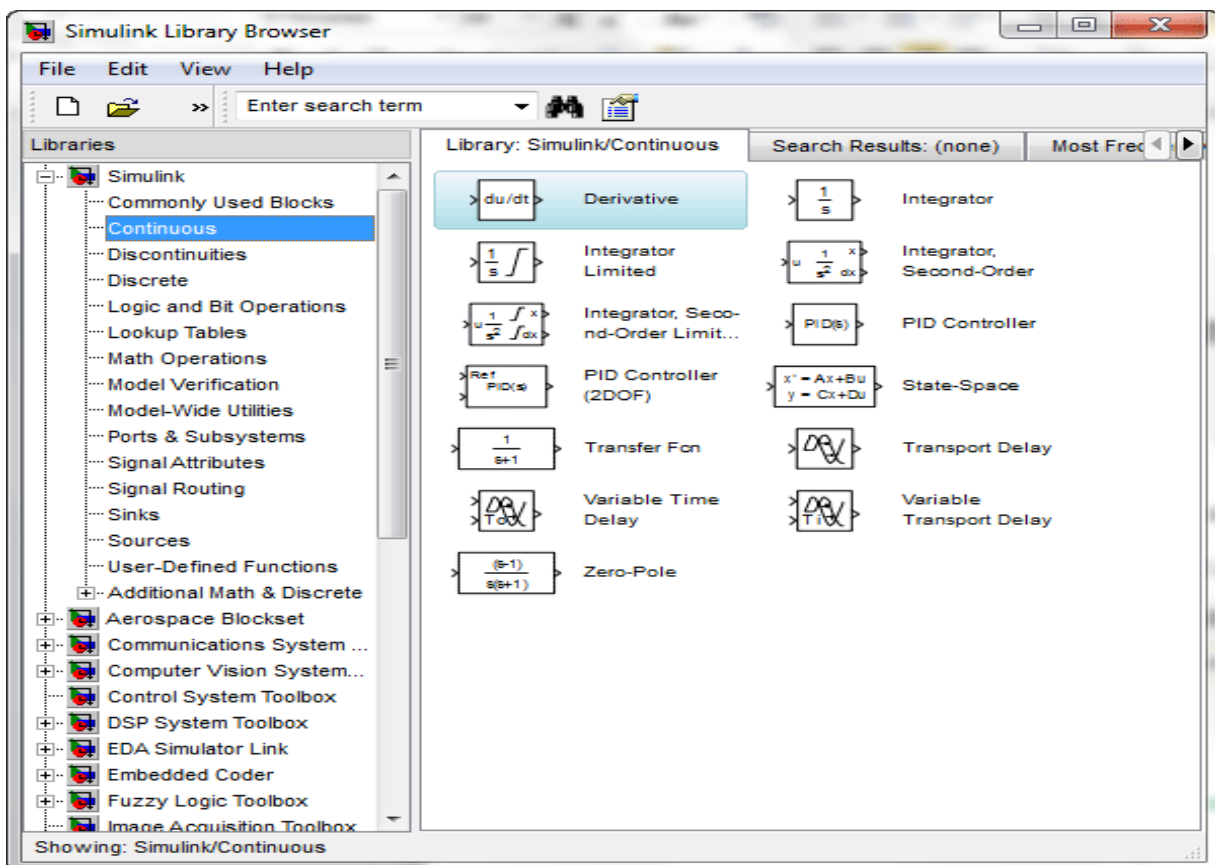 Simulink Library Browser
File Edit View Help
» Enter search term
Libraries
Library: Simulink/Continuous Search Results: (none) Most Freq
Simulink
Commonly Used Blocks
Continuous
Discontinuities
Discrete
Logic and Bit Operations
Lookup Tables
Math Operations
Model Verification
Model-Wide Utilities
Ports & Subsystems
Signal Attributes
Signal Routing
Sinks
Sources
User-Defined Functions
Additional Math & Discrete
Aerospace Blockset
Communications System ...
Computer Vision System...
Control System Toolbox
DSP System Toolbox
EDA Simulator Link
Embedded Coder
Fuzzy Logic Toolbox
Image Acquisition Toolbox
du/dt Derivative
1
s
Integrator
1
s
Integrator
Limited
u 1 x
s² dx
Integrator,
Second-Order
u 1 x
s² dx
Integrator, Seco-
nd-Order Limit...
PID(s) PID Controller
Ref
PID(s)
PID Controller
(2DOF)
x' = Ax+Bu
y = Cx+Du
State-Space
1
s+1
Transfer Fcn
Transport Delay
To
Variable Time
Delay
Ti
Variable
Transport Delay
(s-1)
s(s+1)
Zero-Pole
Showing: Simulink/Continuous